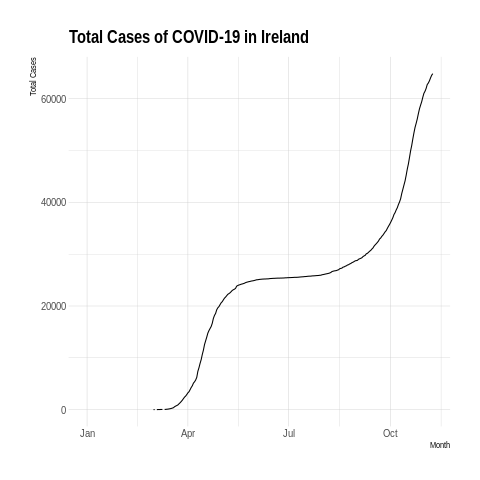 Total Cases of COVID-19 in Ireland
Total Cases
60000
40000
20000
0
Jan Apr Jul Oct
Month